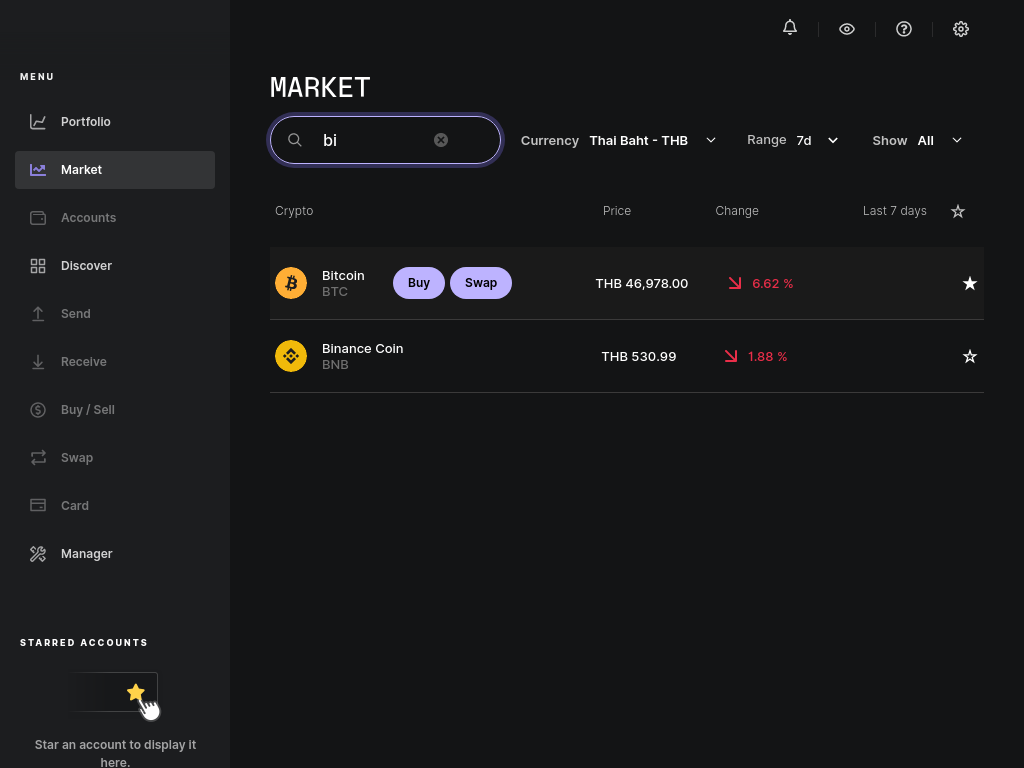 MENU
Portfolio
Market
Accounts
Discover
Send
Receive
Buy / Sell
Swap
Card
Manager
STARRED ACCOUNTS
Star an account to display it
here.
MARKET
bi
Currency Thai Baht - THB
Range 7d
Show All
Crypto Price Change Last 7 days
Bitcoin
BTC
Buy Swap
THB 46,978.00 6.62 %
Binance Coin
BNB
THB 530.99 1.88 %